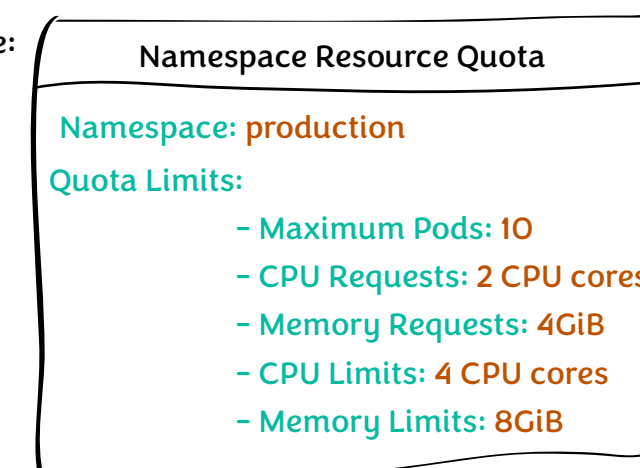 e:
Namespace Resource Quota
Namespace: production
Quota Limits:
- Maximum Pods: 10
- CPU Requests: 2 CPU cores
- Memory Requests: 4GiB
- CPU Limits: 4 CPU cores
- Memory Limits: 8GiB